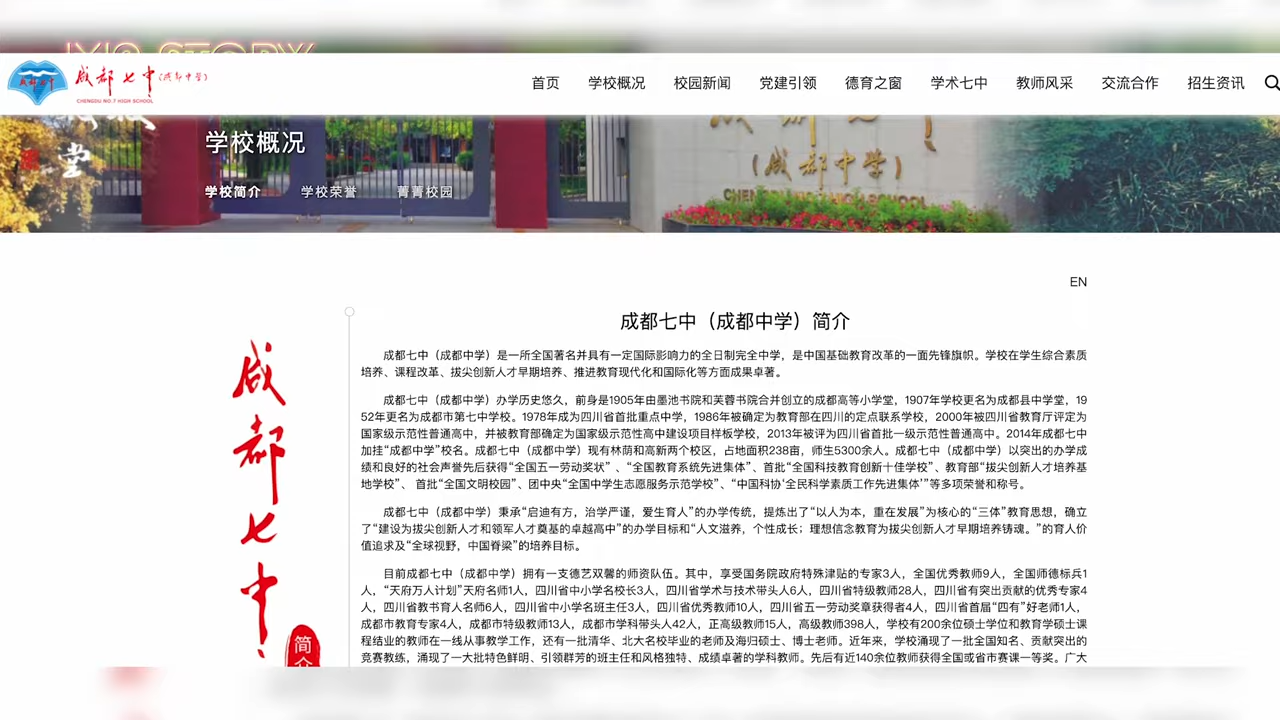 成都七中(成都中学)
CHENGDU NO.7 HIGH SCHOOL
首页 学校概况 校园新闻 党建引领 德育之窗 学术七中 教师风采 交流合作 招生资讯
学校概况
学校简介 学校荣誉 菁菁校园
(成都中学)
EN
成都七中（成都中学）简介
成都七中（成都中学）是一所全国著名并具有一定国际影响力的全日制完全中学，是中国基础教育改革的一面先锋旗帜。学校在学生综合素质
培养、课程改革、拔尖创新人才早期培养、推进教育现代化和国际化等方面成果卓著。
成都七中（成都中学）办学历史悠久，前身是1905年由墨池书院和芙蓉书院合并创立的成都高等小学堂，1907年学校更名为成都县中学堂，19
52年更名为成都市第七中学校。1978年成为四川省首批重点中学，1986年被确定为教育部在四川的定点联系学校，2000年被四川省教育厅评定为
国家级示范性普通高中，并被教育部确定为国家级示范性高中建设项目样板学校，2013年被评为四川省首批一级示范性普通高中。2014年成都七中
加挂“成都中学”校名。成都七中（成都中学）现有林荫和高新两个校区，占地面积238亩，师生5300余人。成都七中（成都中学）以突出的办学成
绩和良好的社会声誉先后获得“全国五一劳动奖状”、“全国教育系统先进集体”、首批“全国科技教育创新十佳学校”、教育部“拔尖创新人才培养基
地学校”、 首批“全国文明校园”、团中央“全国中学生志愿服务示范学校”、“中国科协‘全民科学素质工作先进集体’”等多项荣誉和称号。
成都七中（成都中学）秉承“启迪有方，治学严谨，爱生育人”的办学传统，提炼出了“以人为本，重在发展”为核心的“三体”教育思想，确立
了“建设为拔尖创新人才和领军人才奠基的卓越高中”的办学目标和“人文滋养，个性成长；理想信念教育为拔尖创新人才早期培养铸魂。”的育人价
值追求及“全球视野，中国脊梁”的培养目标。
目前成都七中（成都中学）拥有一支德艺双馨的师资队伍。其中，享受国务院政府特殊津贴的专家3人，全国优秀教师9人，全国师德标兵1
人，“天府万人计划”天府名师1人，四川省中小学名校长3人，四川省学术与技术带头人6人，四川省特级教师28人，四川省有突出贡献的优秀专家4
人，四川省教书育人名师6人，四川省中小学名班主任3人，四川省优秀教师10人，四川省五一劳动奖章获得者4人，四川省首届“四有”好老师1人，
成都市教育专家4人，成都市特级教师13人，成都市学科带头人42人，正高级教师15人，高级教师398人，学校有200余位硕士学位和教育学硕士课
程结业的教师在一线从事教学工作，还有一批清华、北大名校毕业的老师及海归硕士、博士老师。近年来，学校涌现了一批全国知名、贡献突出的
竞赛教练，涌现了一大批特色鲜明、引领群芳的班主任和风格独特、成绩卓著的学科教师。先后有近140余位教师获得全国或省市赛课一等奖。广大
成都七中
简介